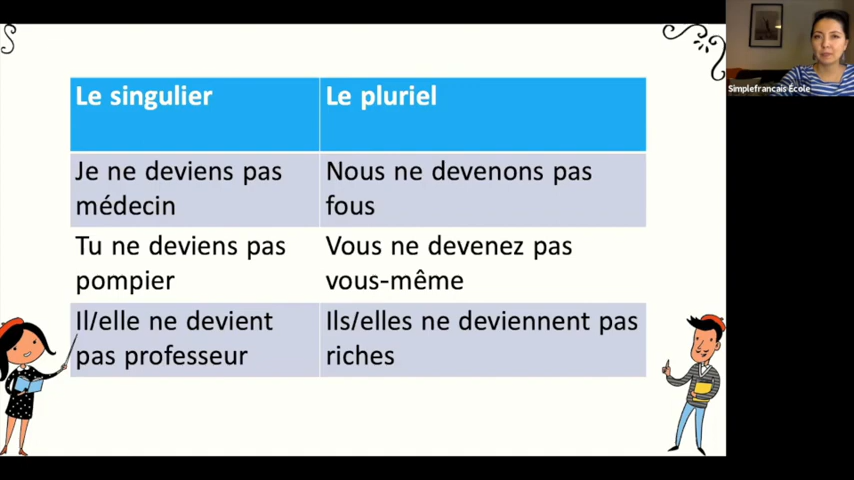 Le singulier
Le pluriel
Je ne deviens pas
médecin
Nous ne devenons pas
fous
Tu ne deviens pas
pompier
Vous ne devenez pas
vous-même
Il/elle ne devient
pas professeur
Ils/elles ne deviennent pas
riches
Simplefrancais École